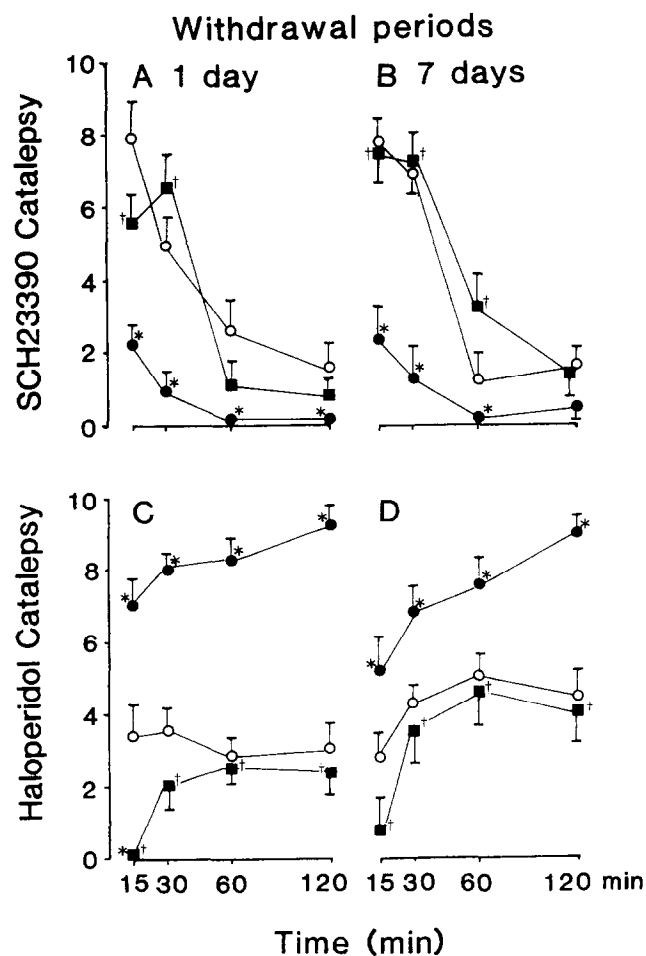 Withdrawal periods
A 1 day
B 7 days
SCH23390 Catalepsy
10
8
6
4
2
0
* * * *
* * *
† †
† † †
C
D
Haloperidol Catalepsy
10
8
6
4
2
0
* * * *
* * * *
* † † † †
† † † †
15 30 60 120
15 30 60 120 min
Time (min)